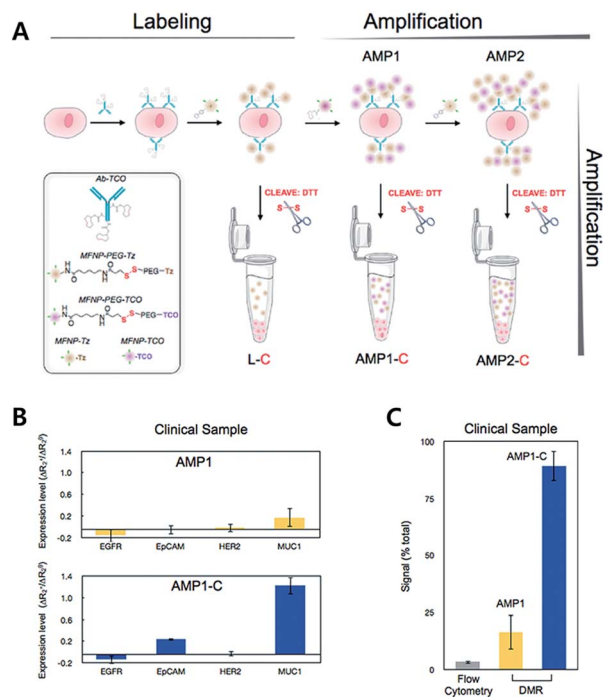 Labeling
Amplification
A
AMP1
AMP2
Amplification
Ab-TCO
MFNP-PEG-Tz
HN
O
N
H
O
S
S
PEG
Tz
MFNP-PEG-TCO
HN
O
N
H
O
S
S
PEG
TCO
MFNP-Tz
MFNP-TCO
-Tz
-TCO
CLEAVE: DTT
S S
CLEAVE: DTT
S S
CLEAVE: DTT
S S
L-C
AMP1-C
AMP2-C
B
Clinical Sample
AMP1
Expression level (ΔR₂⁺/ΔR₂ᶲ)
1.4
1.0
0.6
0.2
-0.2
EGFR
EpCAM
HER2
MUC1
AMP1-C
Expression level (ΔR₂⁺/ΔR₂ᶲ)
1.4
1.0
0.6
0.2
-0.2
EGFR
EpCAM
HER2
MUC1
C
Clinical Sample
Signal (% total)
100
75
50
25
0
AMP1-C
AMP1
Flow
Cytometry
DMR